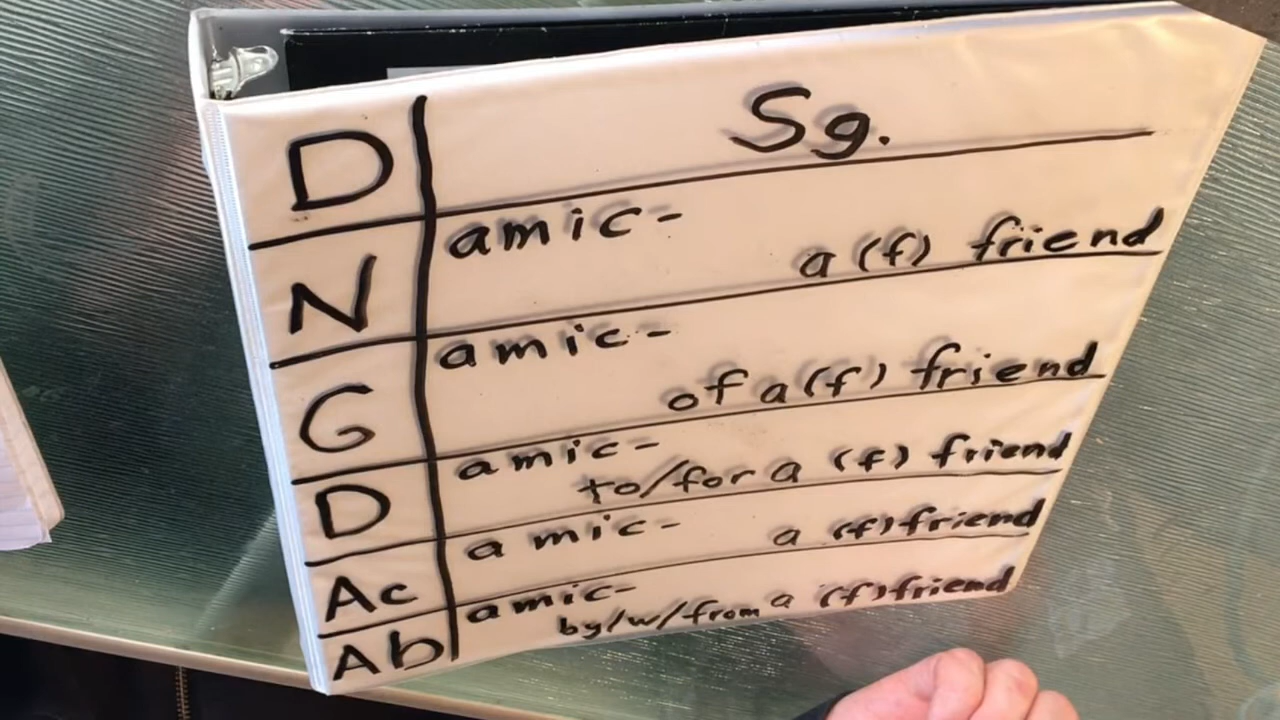 D Sg.
N amic-
a (f) friend
G amic-
of a (f) friend
D amic-
to/for a (f) friend
Ac amic- a (f) friend
Ab amic-
by/w/from a (f) friend